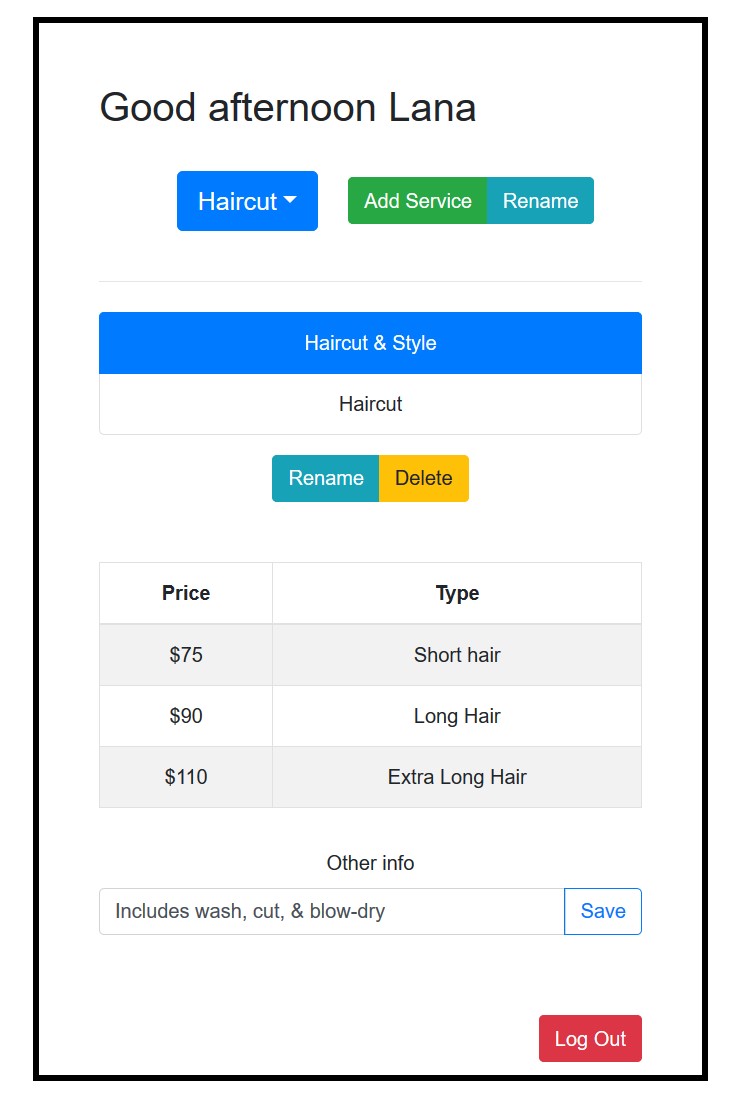 Good afternoon Lana
Haircut Add Service Rename
Haircut & Style
Haircut
Rename Delete
Price Type
$75 Short hair
$90 Long Hair
$110 Extra Long Hair
Other info
Includes wash, cut, & blow-dry Save
Log Out